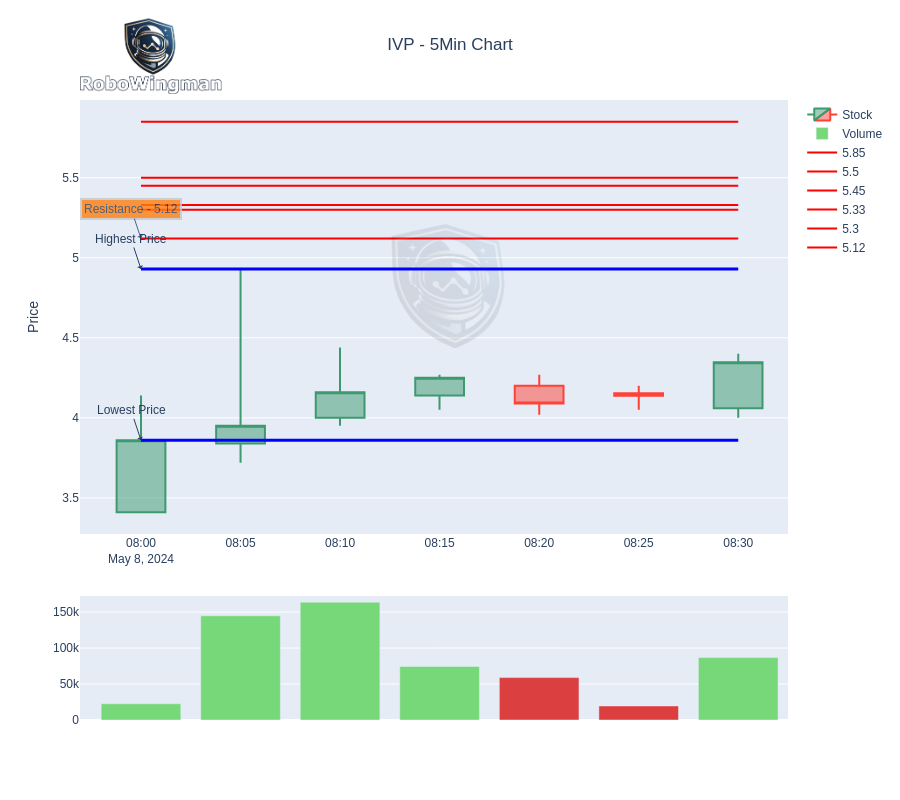 RoboWingman
IVP - 5Min Chart
Stock
Volume
5.85
5.5
5.45
5.33
5.3
5.12
Price
5.5
5
4.5
4
3.5
Resistance - 5.12
Highest Price
Lowest Price
08:00
08:05
08:10
08:15
08:20
08:25
08:30
May 8, 2024
150k
100k
50k
0